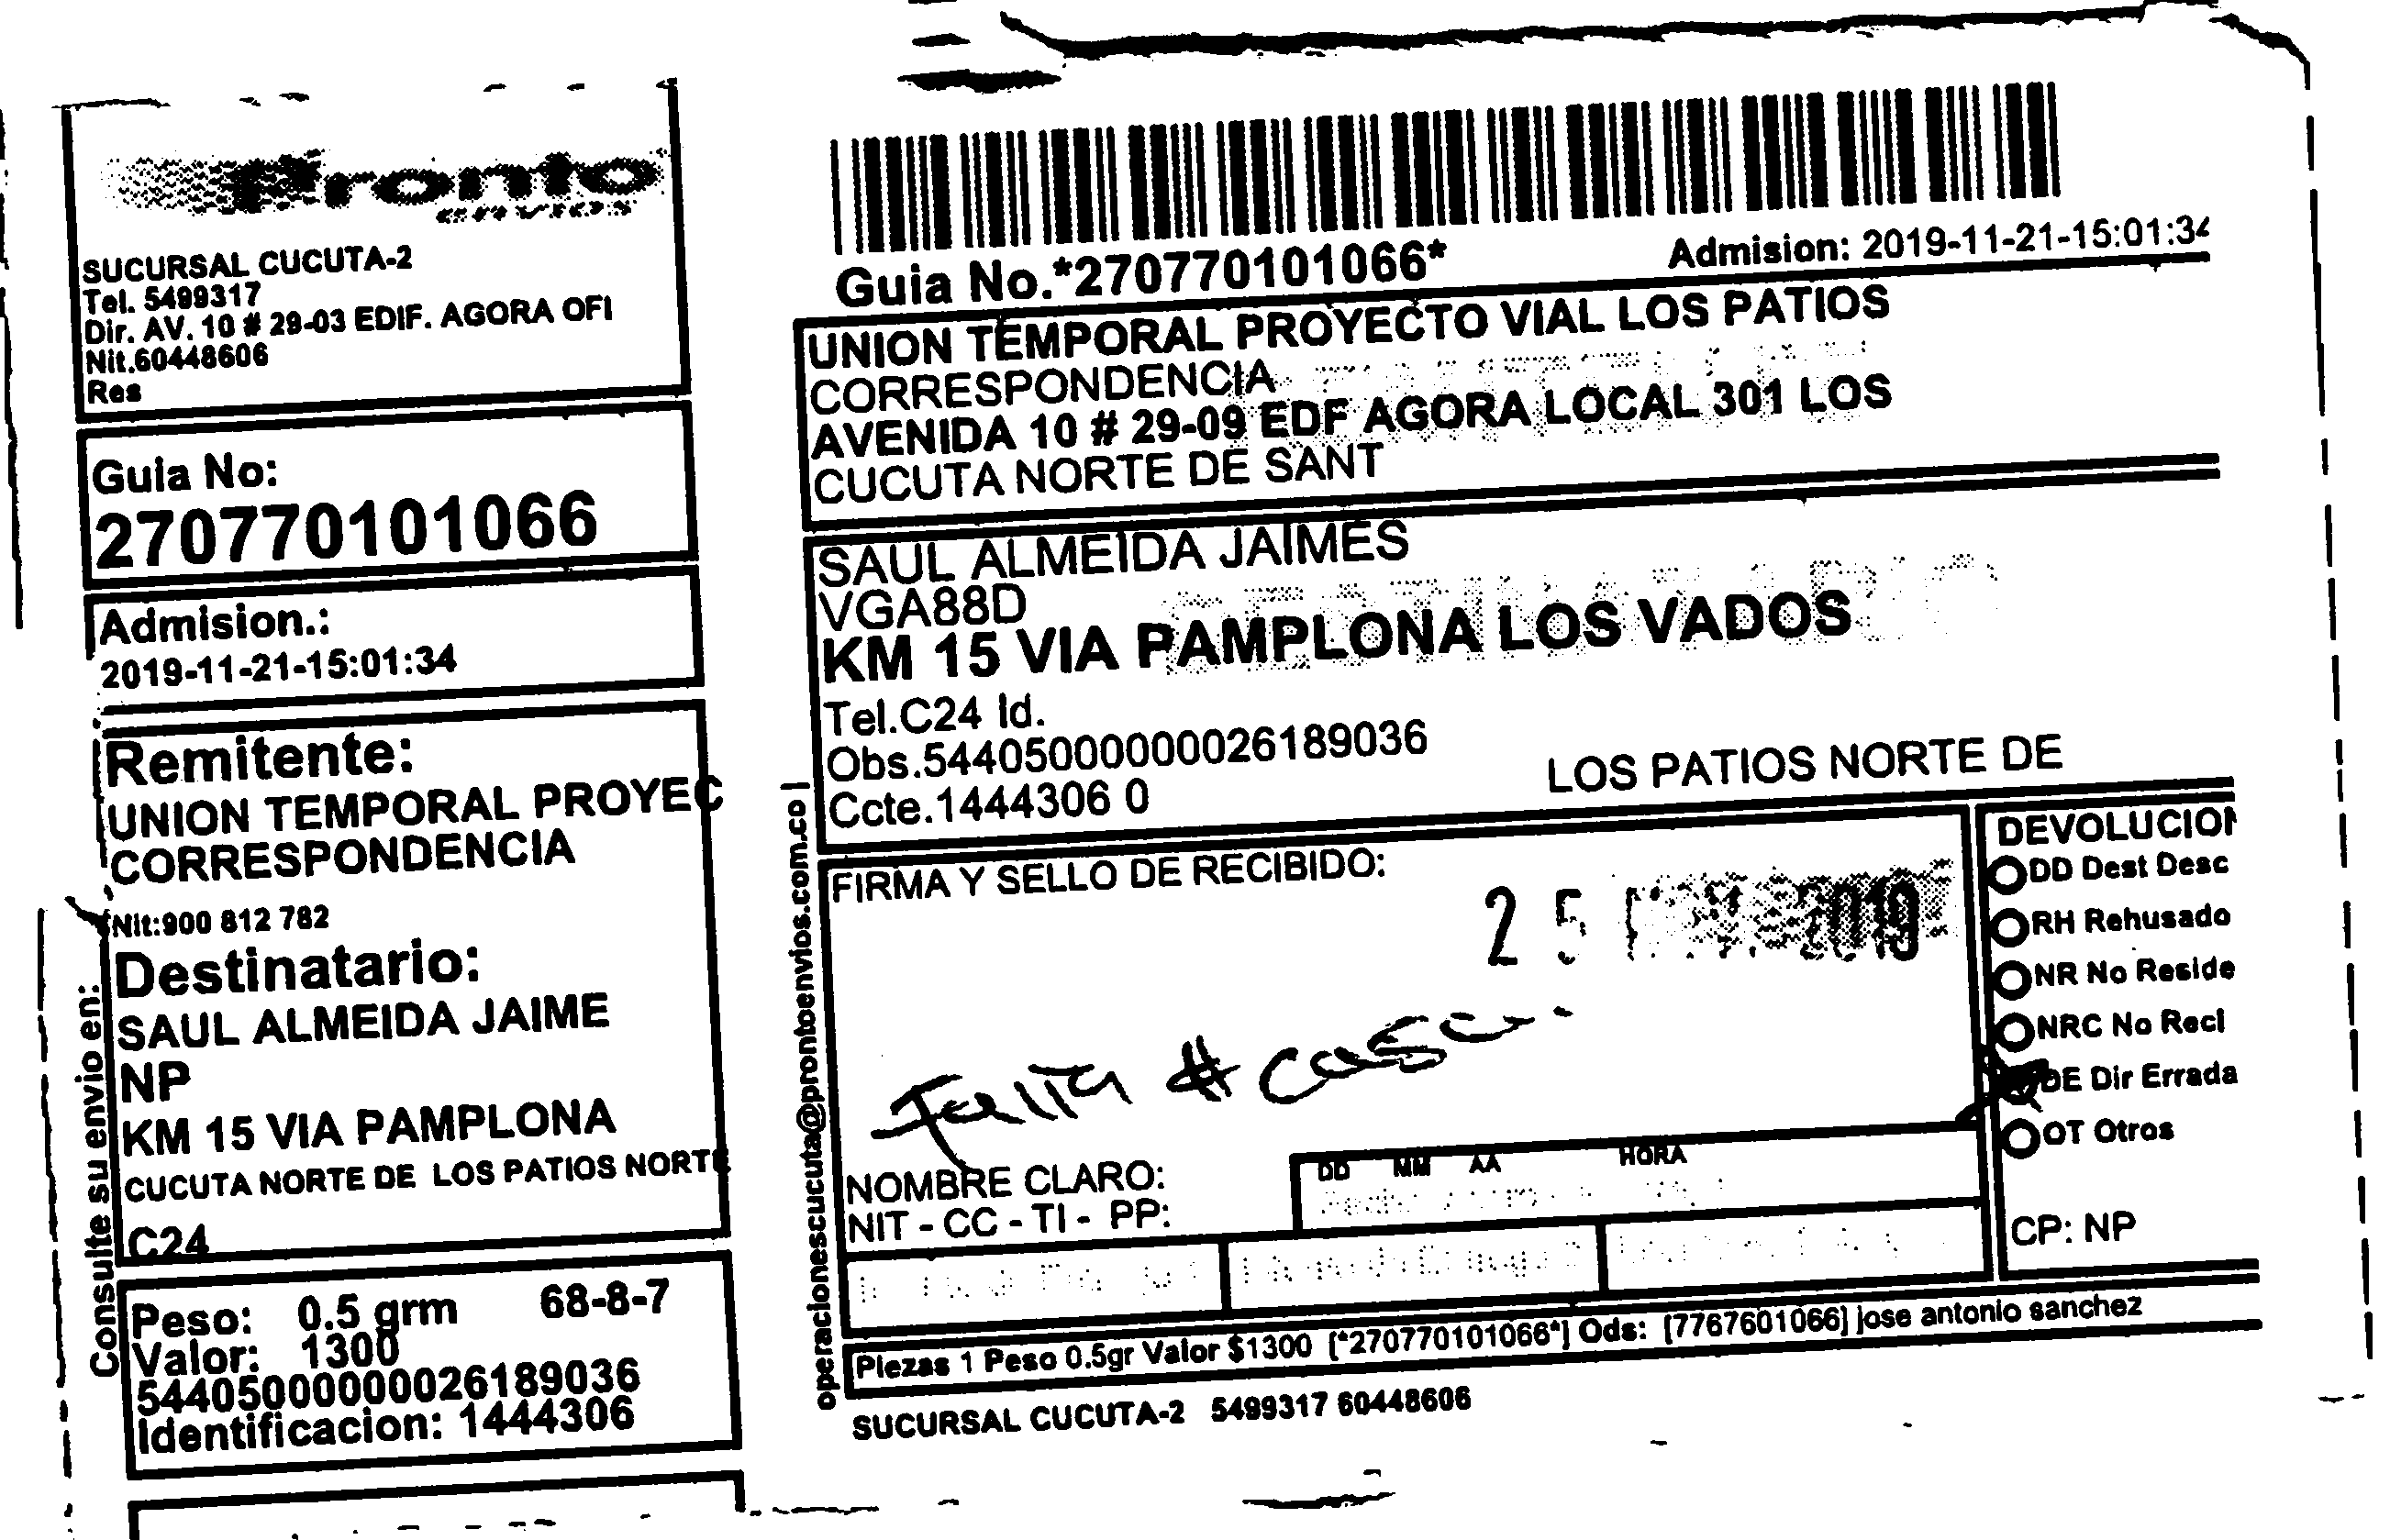 Pronto
SUCURSAL CUCUTA-2
Tel. 5499317
Dir. AV. 10 # 29-03 EDIF. AGORA OFI
Nit.60448606
Res
Guia No:
270770101066
Admision.:
2019-11-21-15:01:34
Remitente:
UNION TEMPORAL PROYEC
CORRESPONDENCIA
Nit:900 812 782
Destinatario:
SAUL ALMEIDA JAIME
NP
KM 15 VIA PAMPLONA
CUCUTA NORTE DE LOS PATIOS NORTE
C24
Peso: 0.5 grm 68-8-7
Valor: 1300
544050000000026189036
Identificacion: 1444306
Consulte su envio en:
operacionescucuta@prontoenvios.com.co |
Guia No.*270770101066*
Admision: 2019-11-21-15:01:34
UNION TEMPORAL PROYECTO VIAL LOS PATIOS
CORRESPONDENCIA
AVENIDA 10 # 29-09 EDF AGORA LOCAL 301 LOS
CUCUTA NORTE DE SANT
SAUL ALMEIDA JAIMES
VGA88D
DESTINATARIO
KM 15 VIA PAMPLONA LOS VADOS
Tel.C24 Id.
Obs.544050000000026189036
Ccte.1444306 0
LOS PATIOS NORTE DE
FIRMA Y SELLO DE RECIBIDO:
25 2019
Falta # casa
NOMBRE CLARO:
NIT - CC - TI - PP:
DD MM AA HORA
DEVOLUCION
DD Dest Desc
RH Rehusado
NR No Reside
NRC No Reci
DE Dir Errada
OT Otros
CP: NP
Piezas 1 Peso 0.5gr Valor $1300 [*270770101066*] Ods: [7767601066] jose antonio sanchez
SUCURSAL CUCUTA-2 5499317 60448606